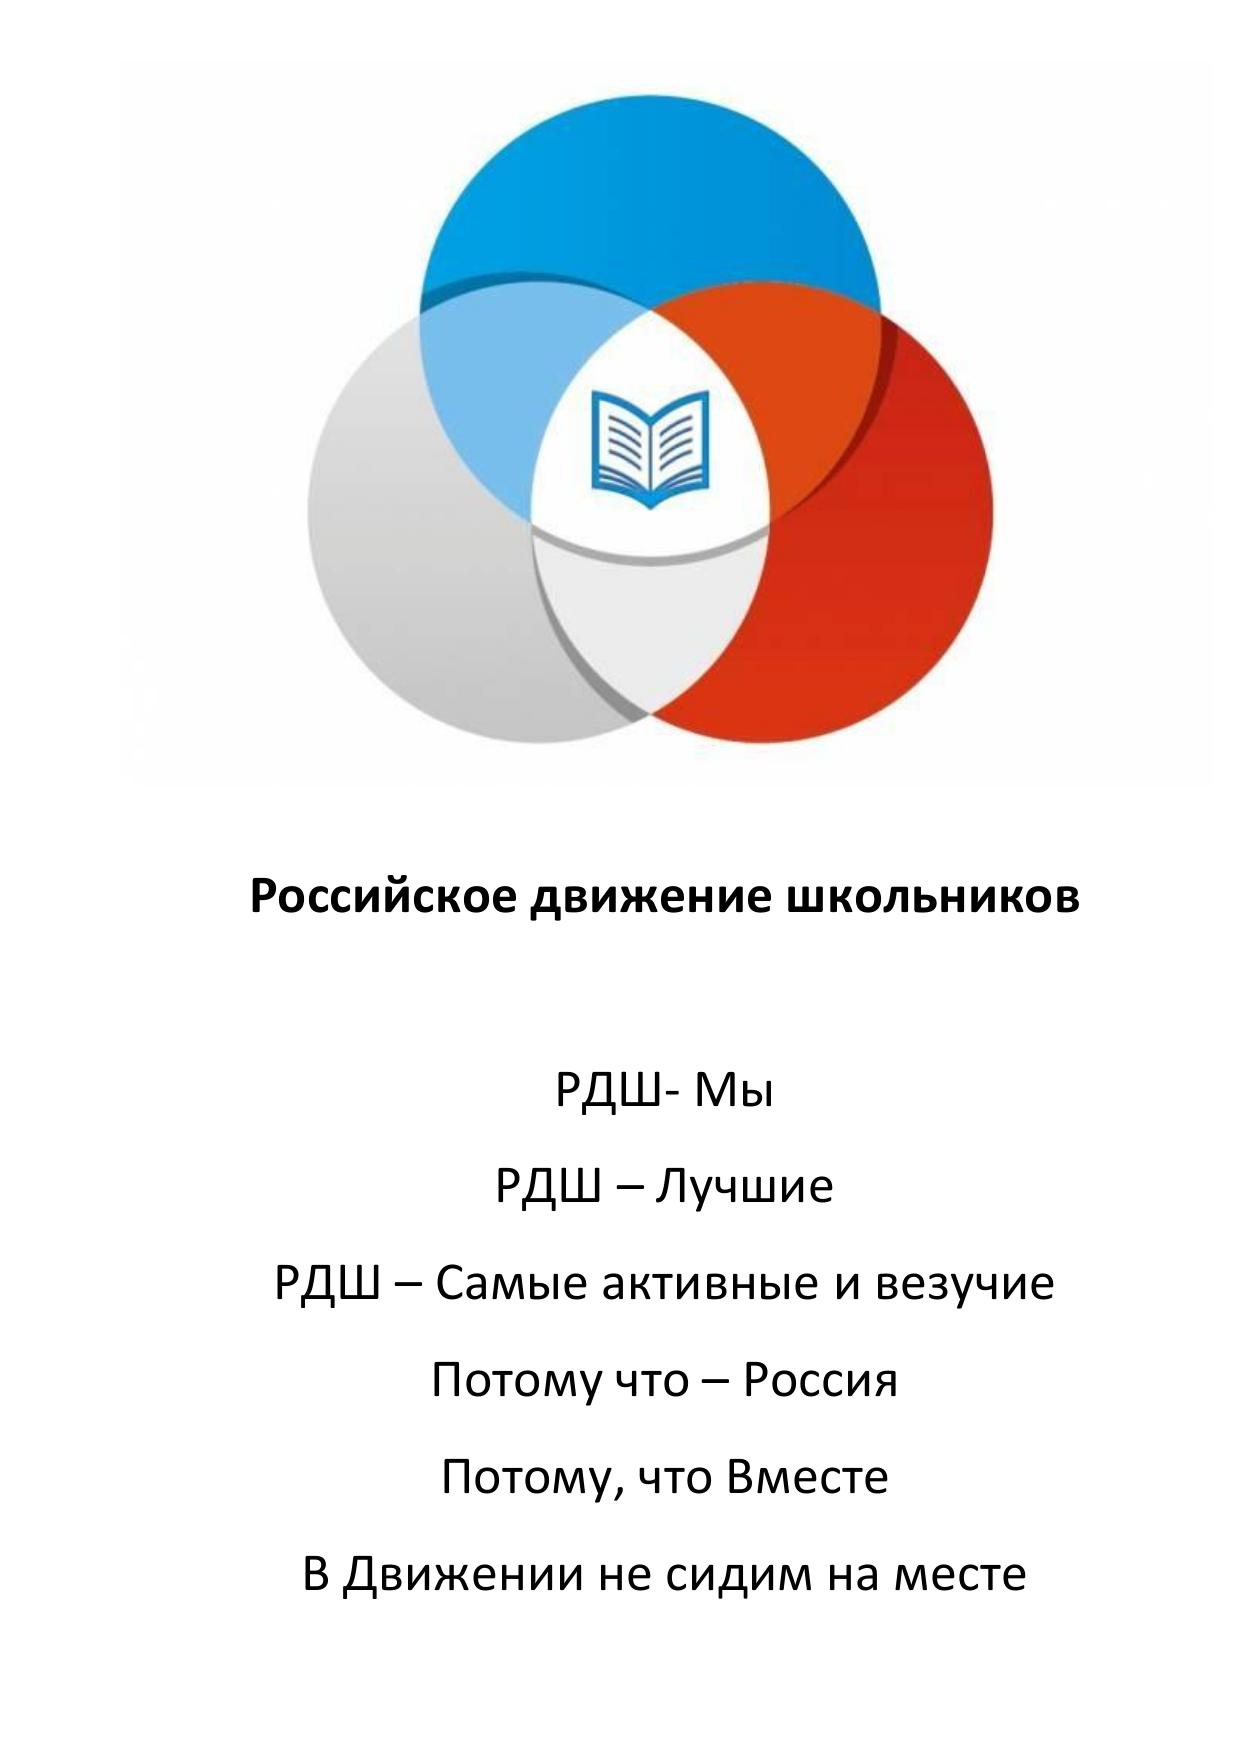 Российское движение школьников
РДШ- Мы
РДШ – Лучшие
РДШ – Самые активные и везучие
Потому что – Россия
Потому, что Вместе
В Движении не сидим на месте